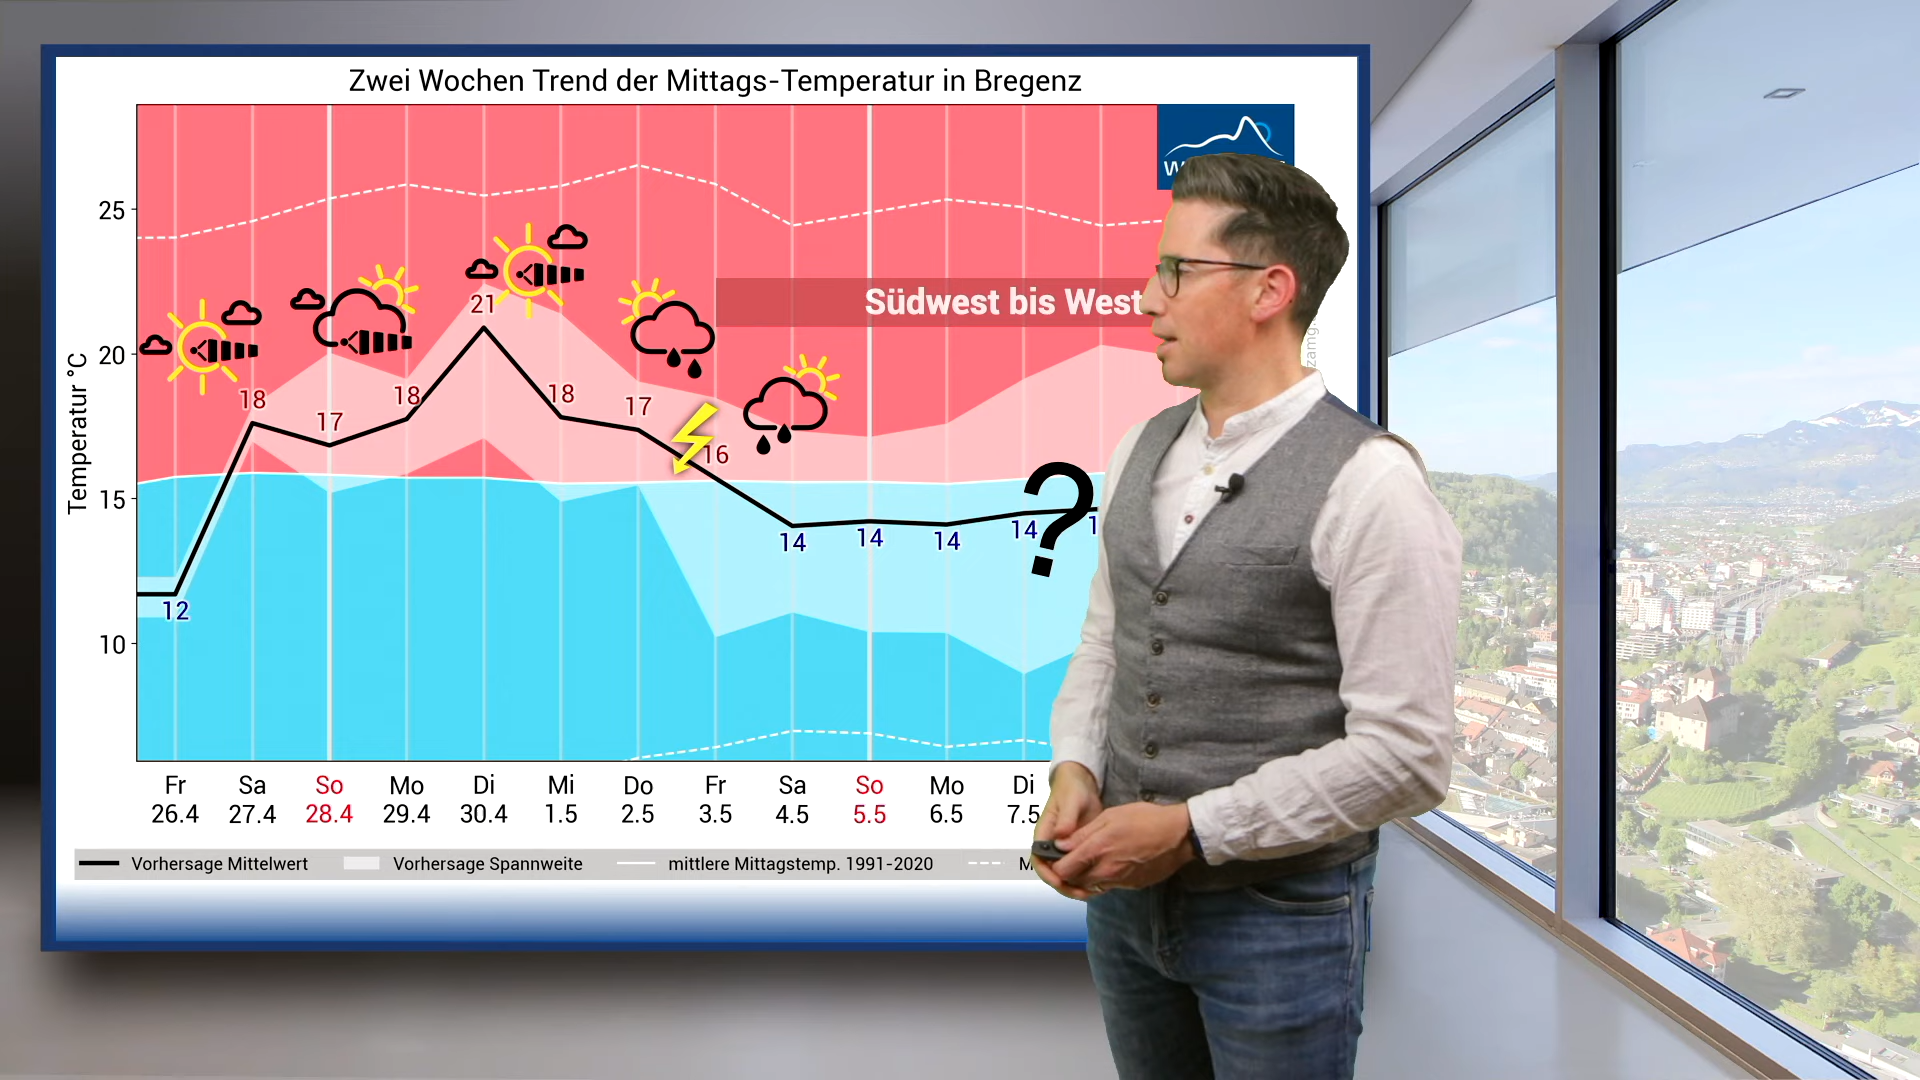 Zwei Wochen Trend der Mittags-Temperatur in Bregenz
Südwest bis West
25
20
15
10
Temperatur °C
12
18
17
18
21
18
17
16
14
14
14
14
?
Fr Sa So Mo Di Mi Do Fr Sa So Mo Di
26.4 27.4 28.4 29.4 30.4 1.5 2.5 3.5 4.5 5.5 6.5 7.5
Vorhersage Mittelwert Vorhersage Spannweite mittlere Mittagstemp. 1991-2020